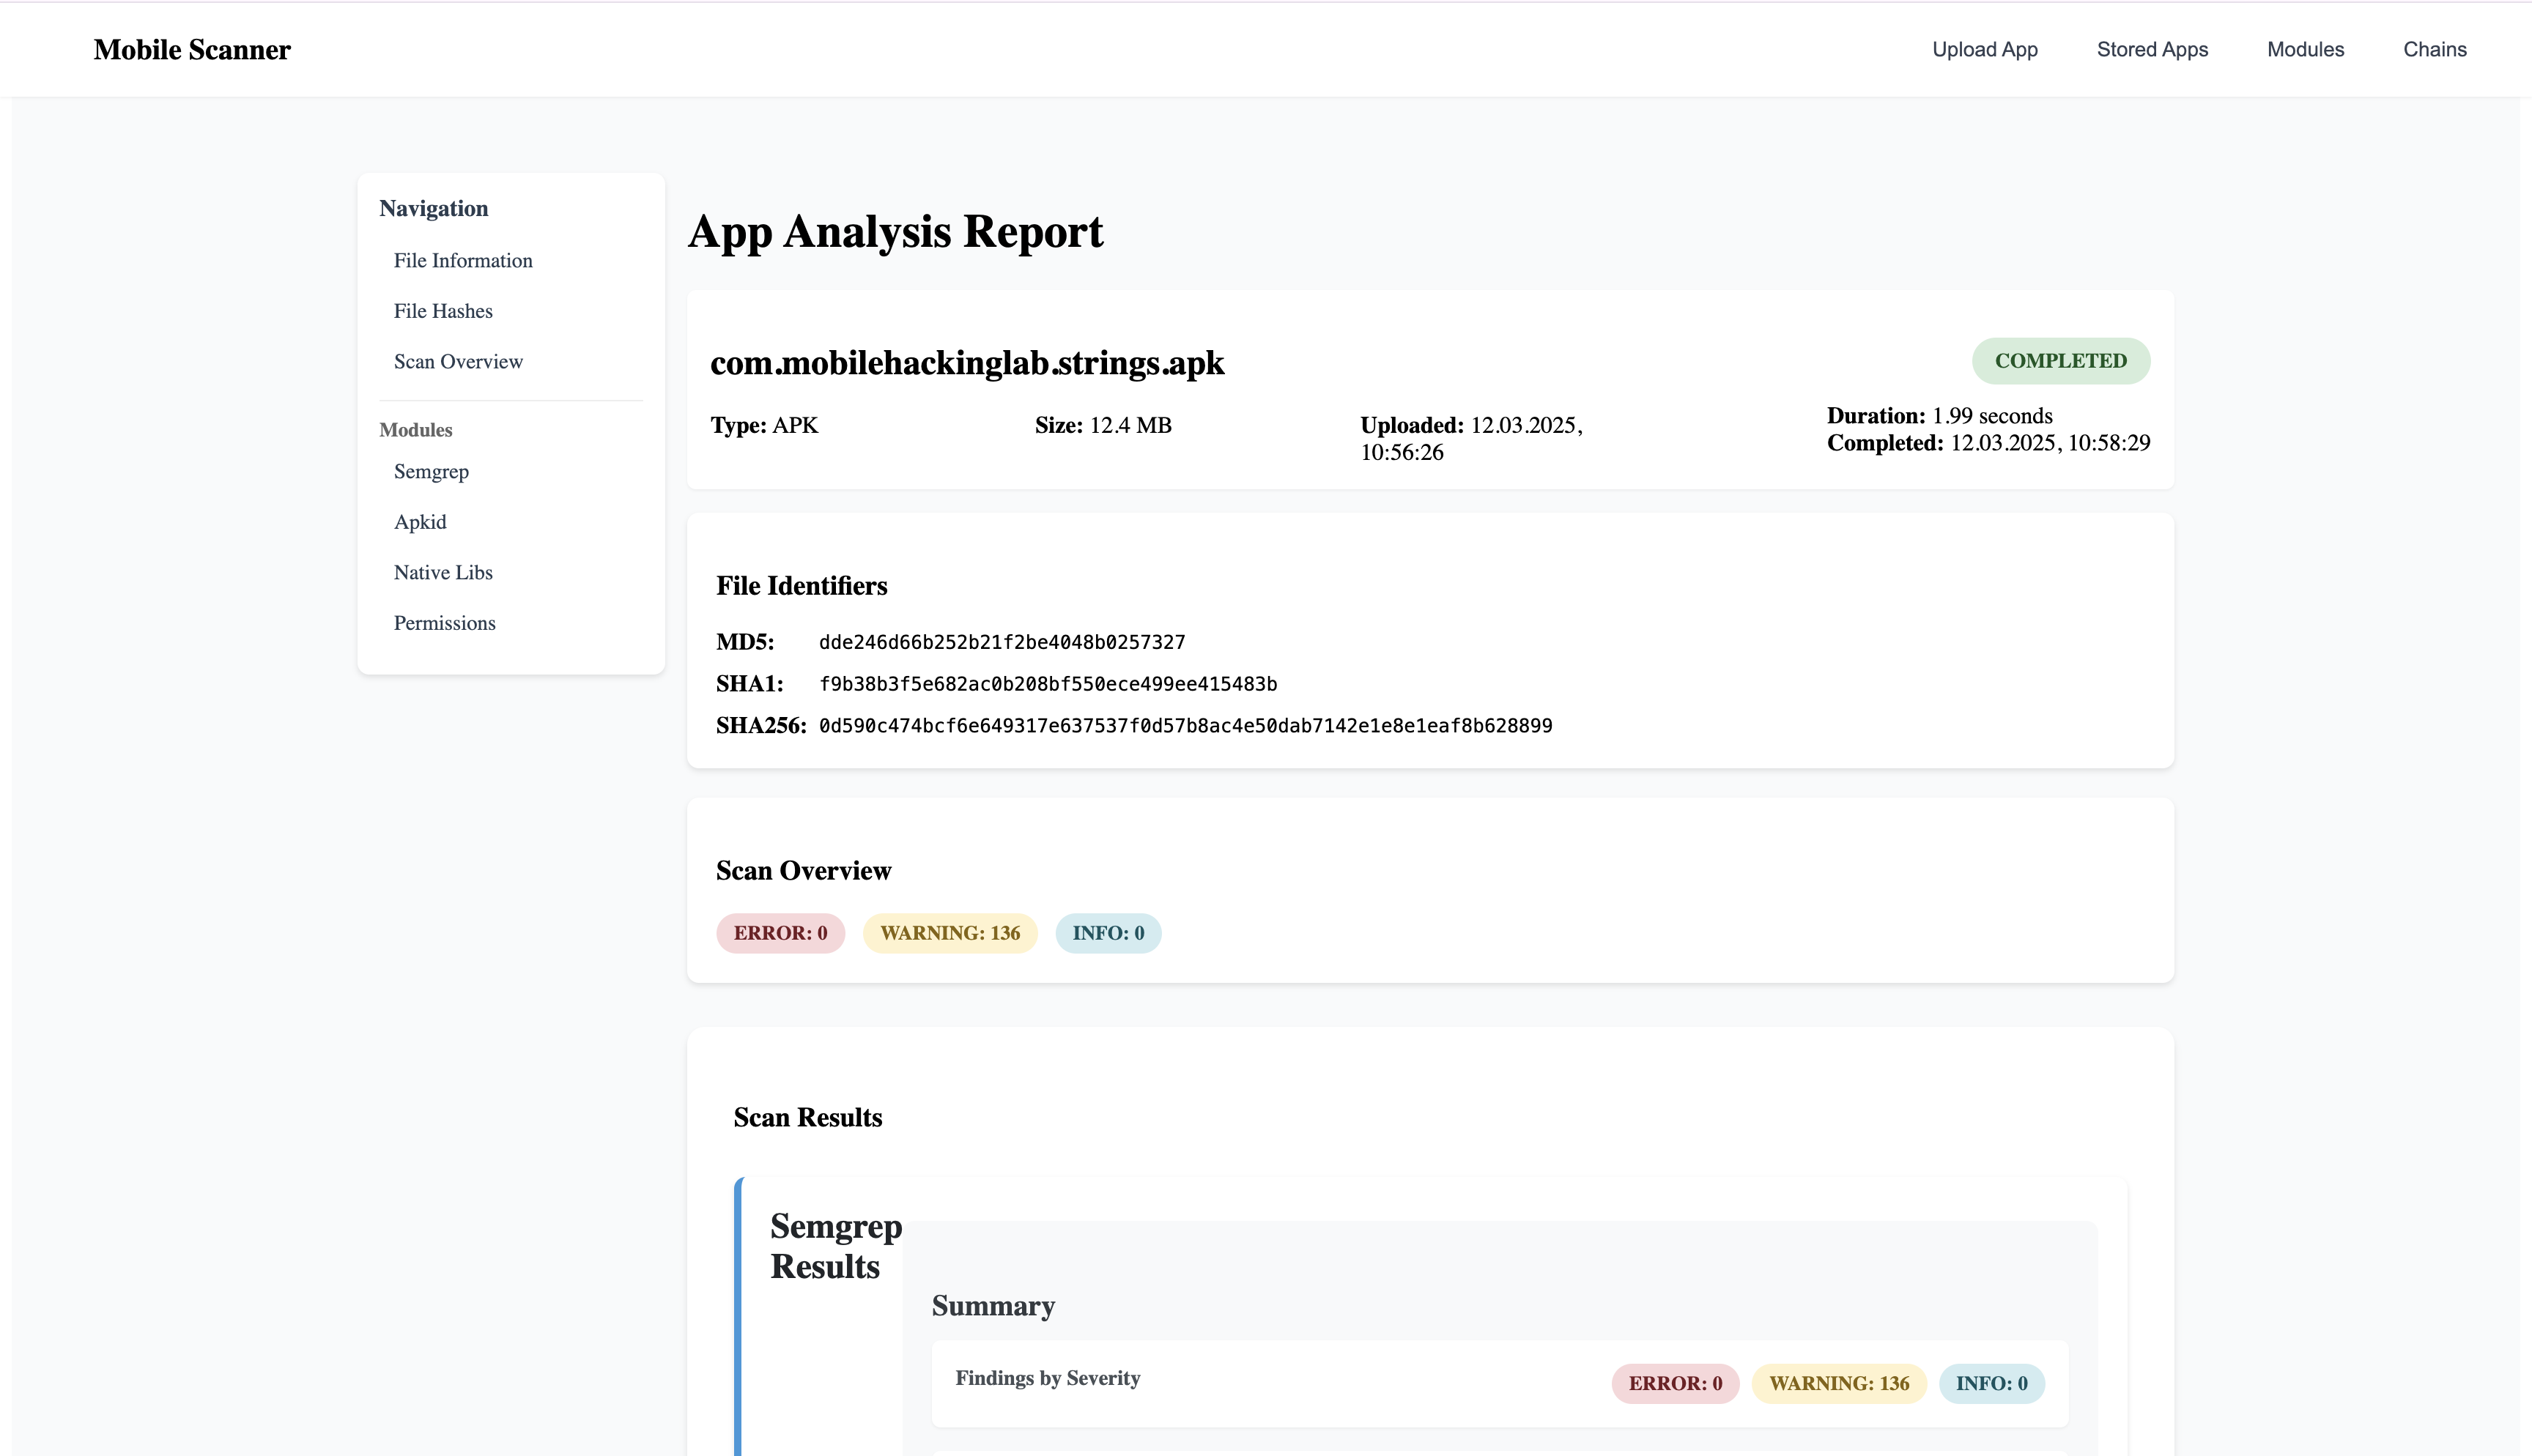 Mobile Scanner
Upload App
Stored Apps
Modules
Chains
Navigation
File Information
File Hashes
Scan Overview
Modules
Semgrep
Apkid
Native Libs
Permissions
App Analysis Report
com.mobilehackinglab.strings.apk
COMPLETED
Type: APK
Size: 12.4 MB
Uploaded: 12.03.2025,
10:56:26
Duration: 1.99 seconds
Completed: 12.03.2025, 10:58:29
File Identifiers
MD5: dde246d66b252b21f2be4048b0257327
SHA1: f9b38b3f5e682ac0b208bf550ece499ee415483b
SHA256: 0d590c474bcf6e649317e637537f0d57b8ac4e50dab7142e1e8e1eaf8b628899
Scan Overview
ERROR: 0
WARNING: 136
INFO: 0
Scan Results
Semgrep
Results
Summary
Findings by Severity
ERROR: 0
WARNING: 136
INFO: 0